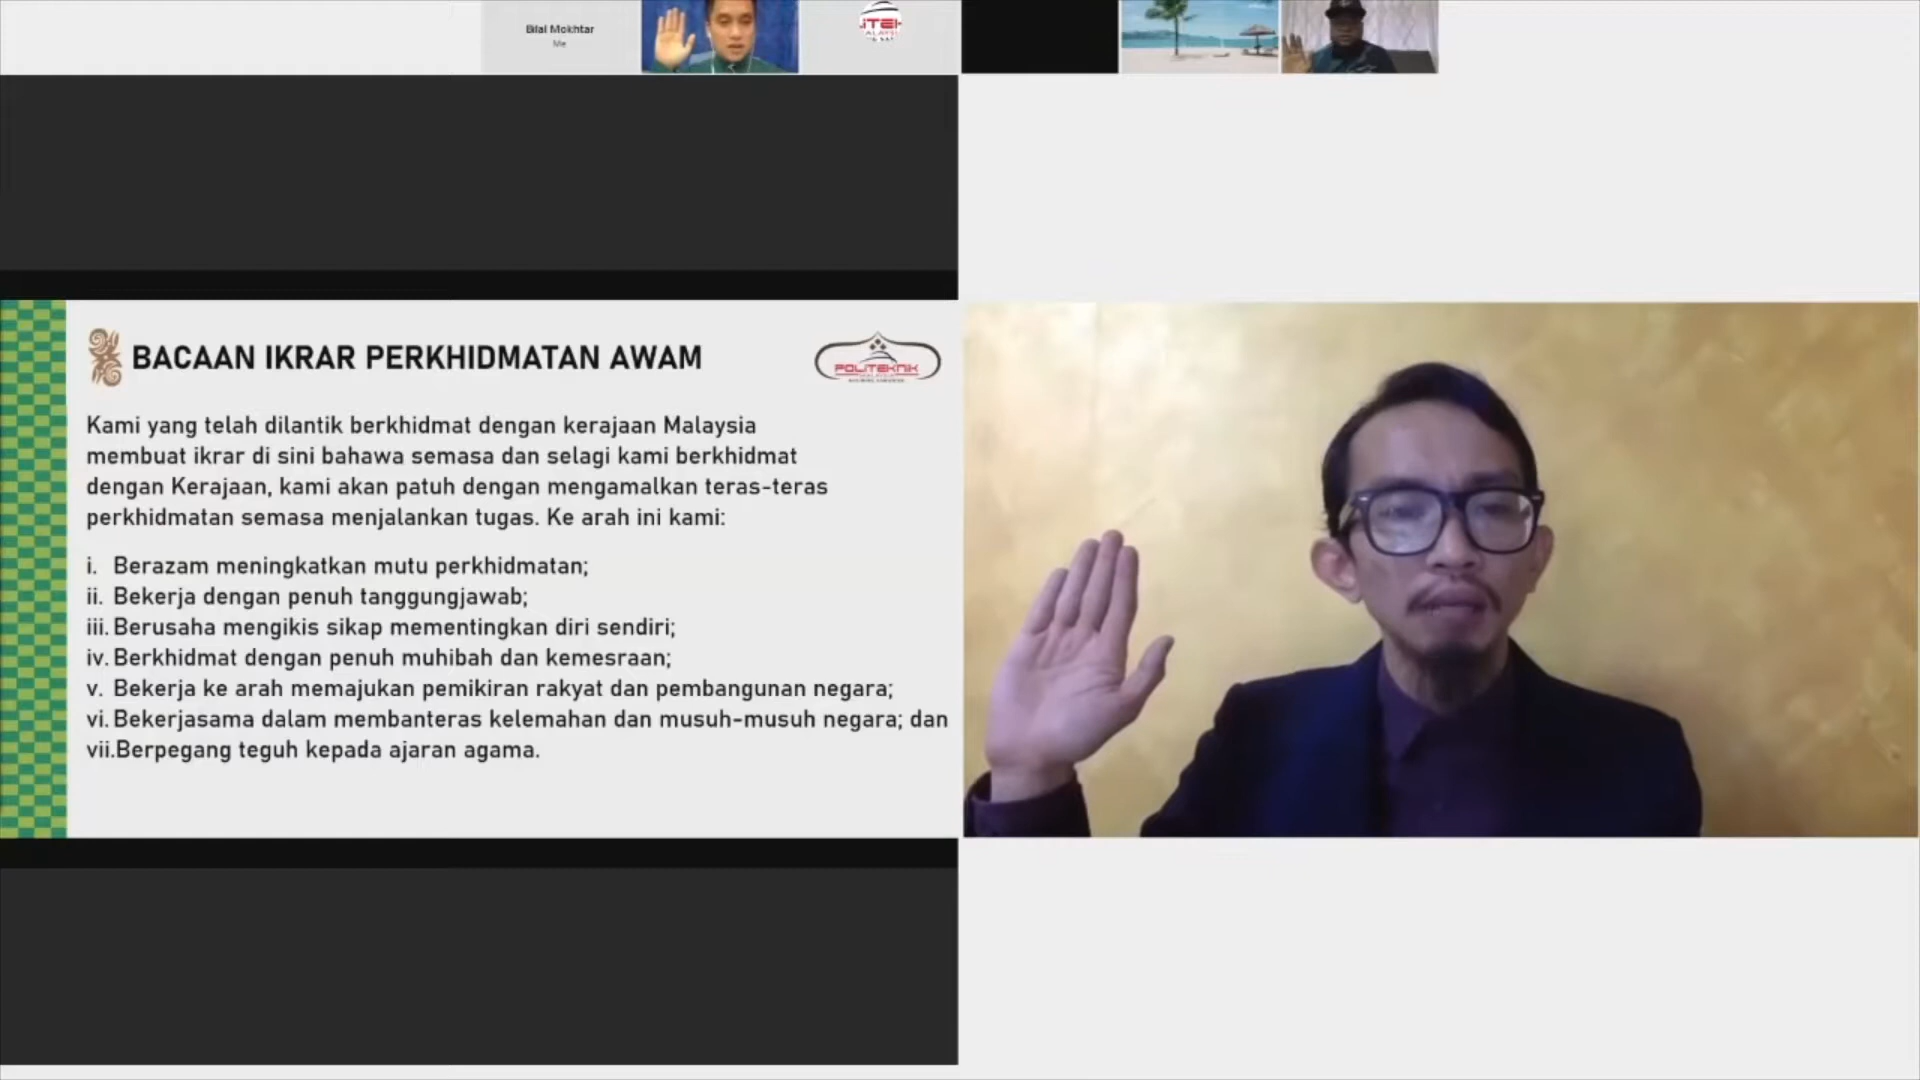 Bilal Mokhtar
Me
BACAAN IKRAR PERKHIDMATAN AWAM
POLITEKNIK
Kami yang telah dilantik berkhidmat dengan kerajaan Malaysia
membuat ikrar di sini bahawa semasa dan selagi kami berkhidmat
dengan Kerajaan, kami akan patuh dengan mengamalkan teras-teras
perkhidmatan semasa menjalankan tugas. Ke arah ini kami:
i. Berazam meningkatkan mutu perkhidmatan;
ii. Bekerja dengan penuh tanggungjawab;
iii. Berusaha mengikis sikap mementingkan diri sendiri;
iv. Berkhidmat dengan penuh muhibah dan kemesraan;
v. Bekerja ke arah memajukan pemikiran rakyat dan pembangunan negara;
vi. Bekerjasama dalam membanteras kelemahan dan musuh-musuh negara; dan
vii.Berpegang teguh kepada ajaran agama.